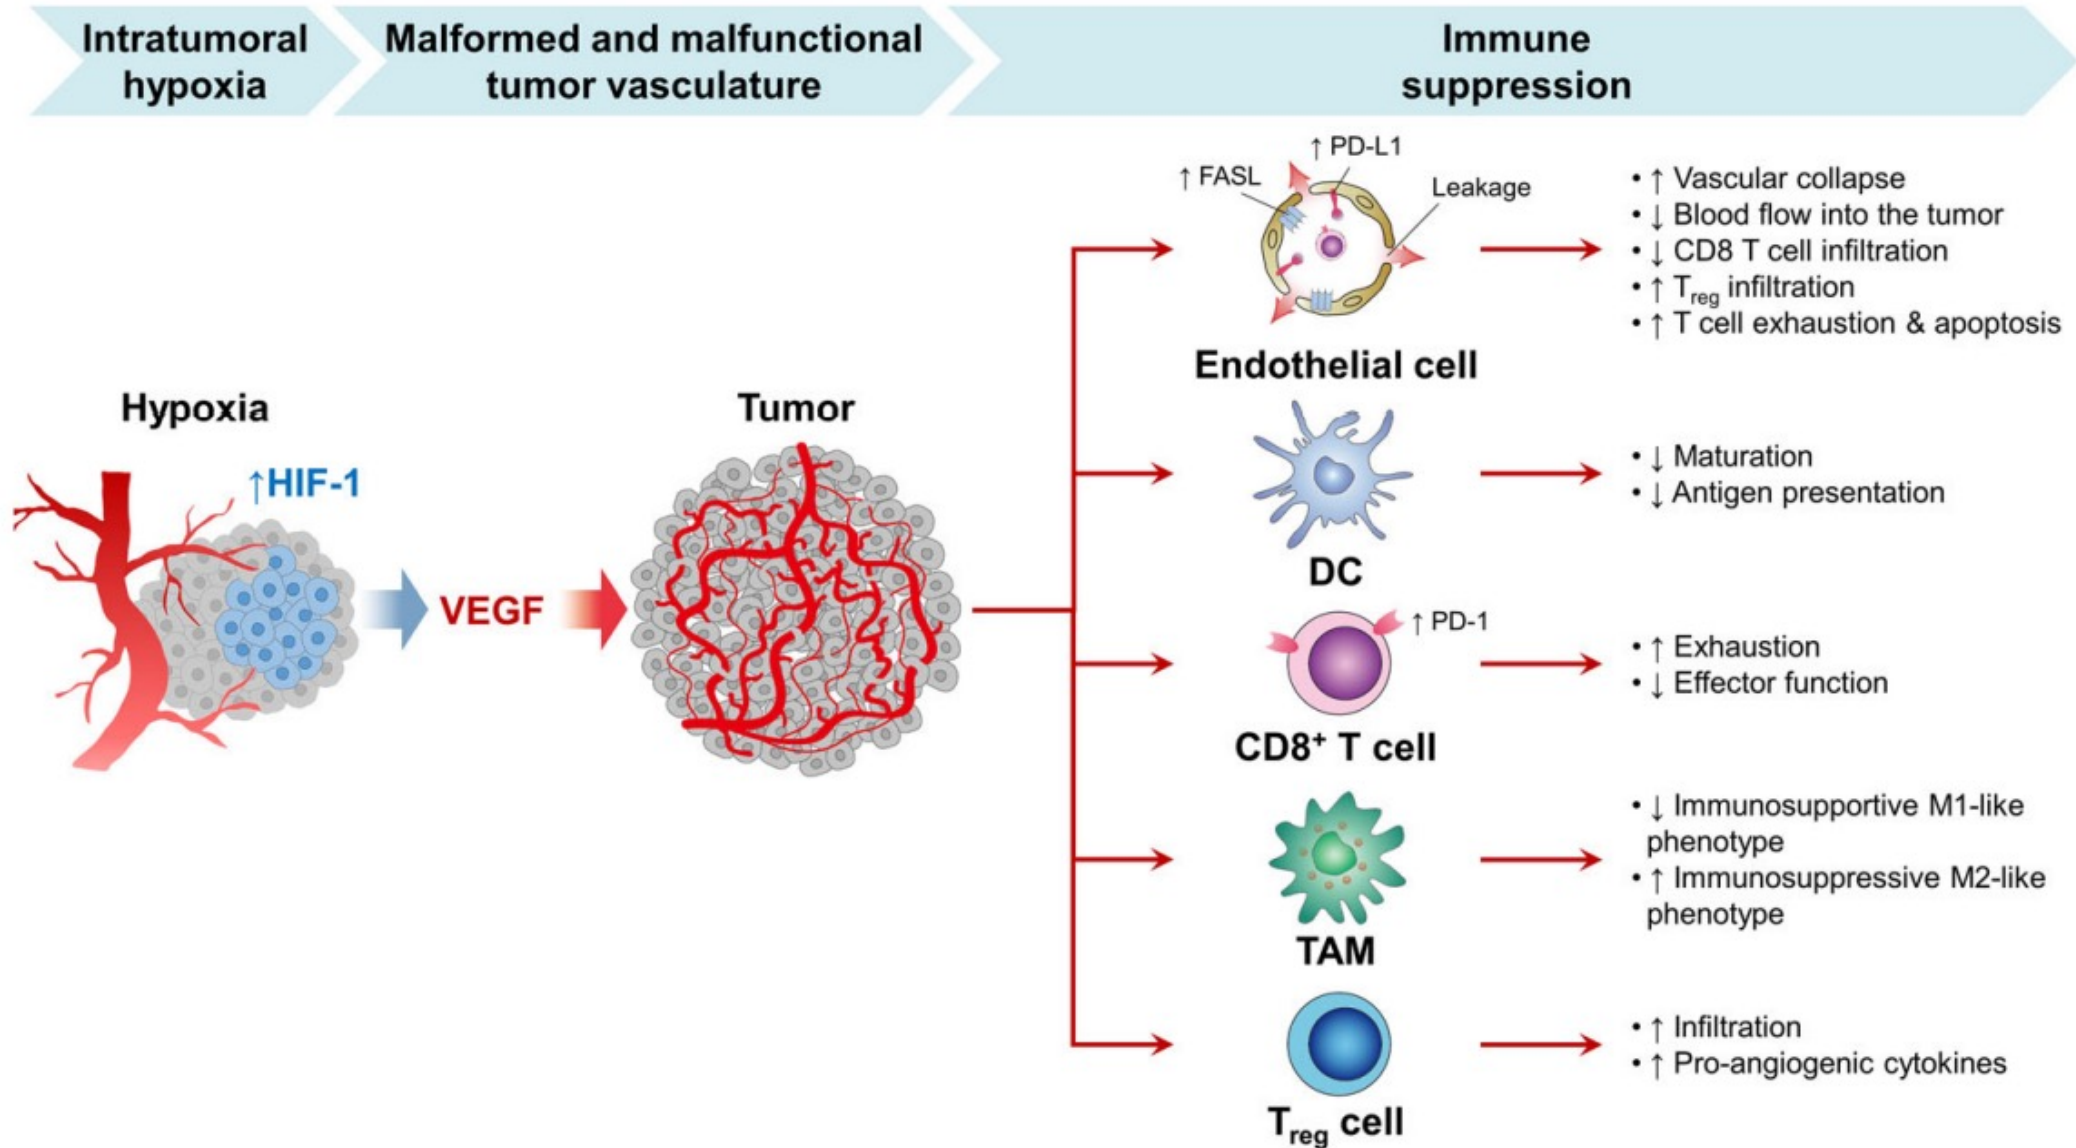 Intratumoral
hypoxia
Malformed and malfunctional
tumor vasculature
Immune
suppression
Hypoxia
↑HIF-1
VEGF
Tumor
↑ FASL
↑ PD-L1
Leakage
Endothelial cell
• ↑ Vascular collapse
• ↓ Blood flow into the tumor
• ↓ CD8 T cell infiltration
• ↑ Treg infiltration
• ↑ T cell exhaustion & apoptosis
DC
• ↓ Maturation
• ↓ Antigen presentation
↑ PD-1
CD8⁺ T cell
• ↑ Exhaustion
• ↓ Effector function
TAM
• ↓ Immunosupportive M1-like
phenotype
• ↑ Immunosuppressive M2-like
phenotype
Treg cell
• ↑ Infiltration
• ↑ Pro-angiogenic cytokines